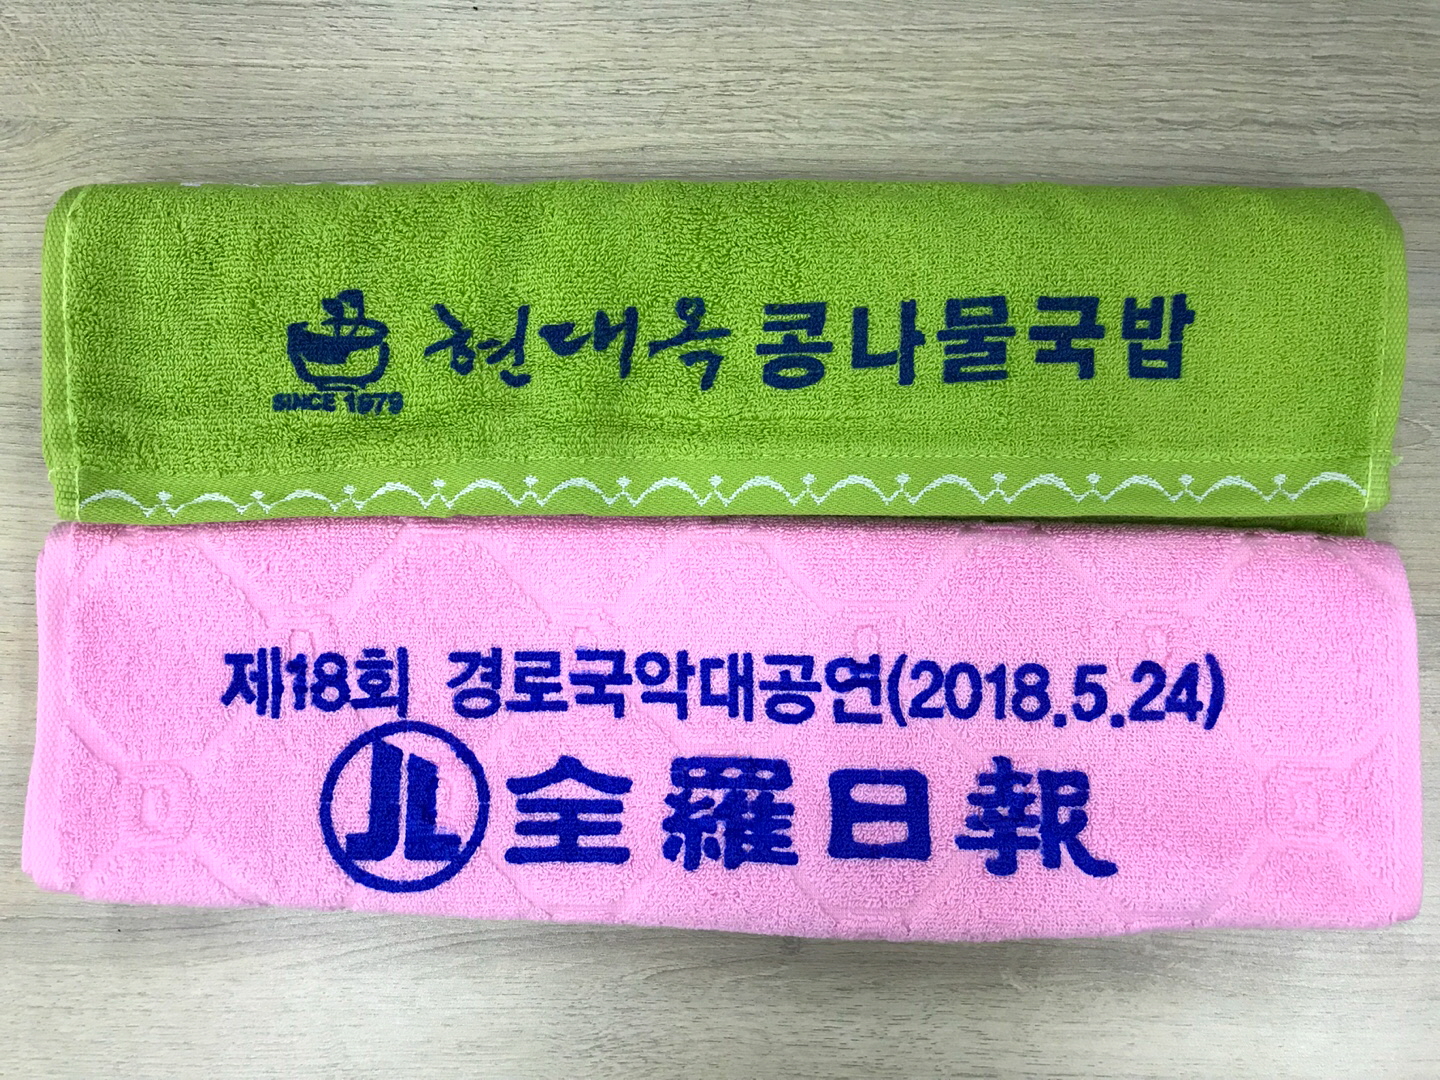 현대옥 콩나물국밥
SINCE 1979
제18회 경로국악대공연(2018.5.24)
JL 全羅日報